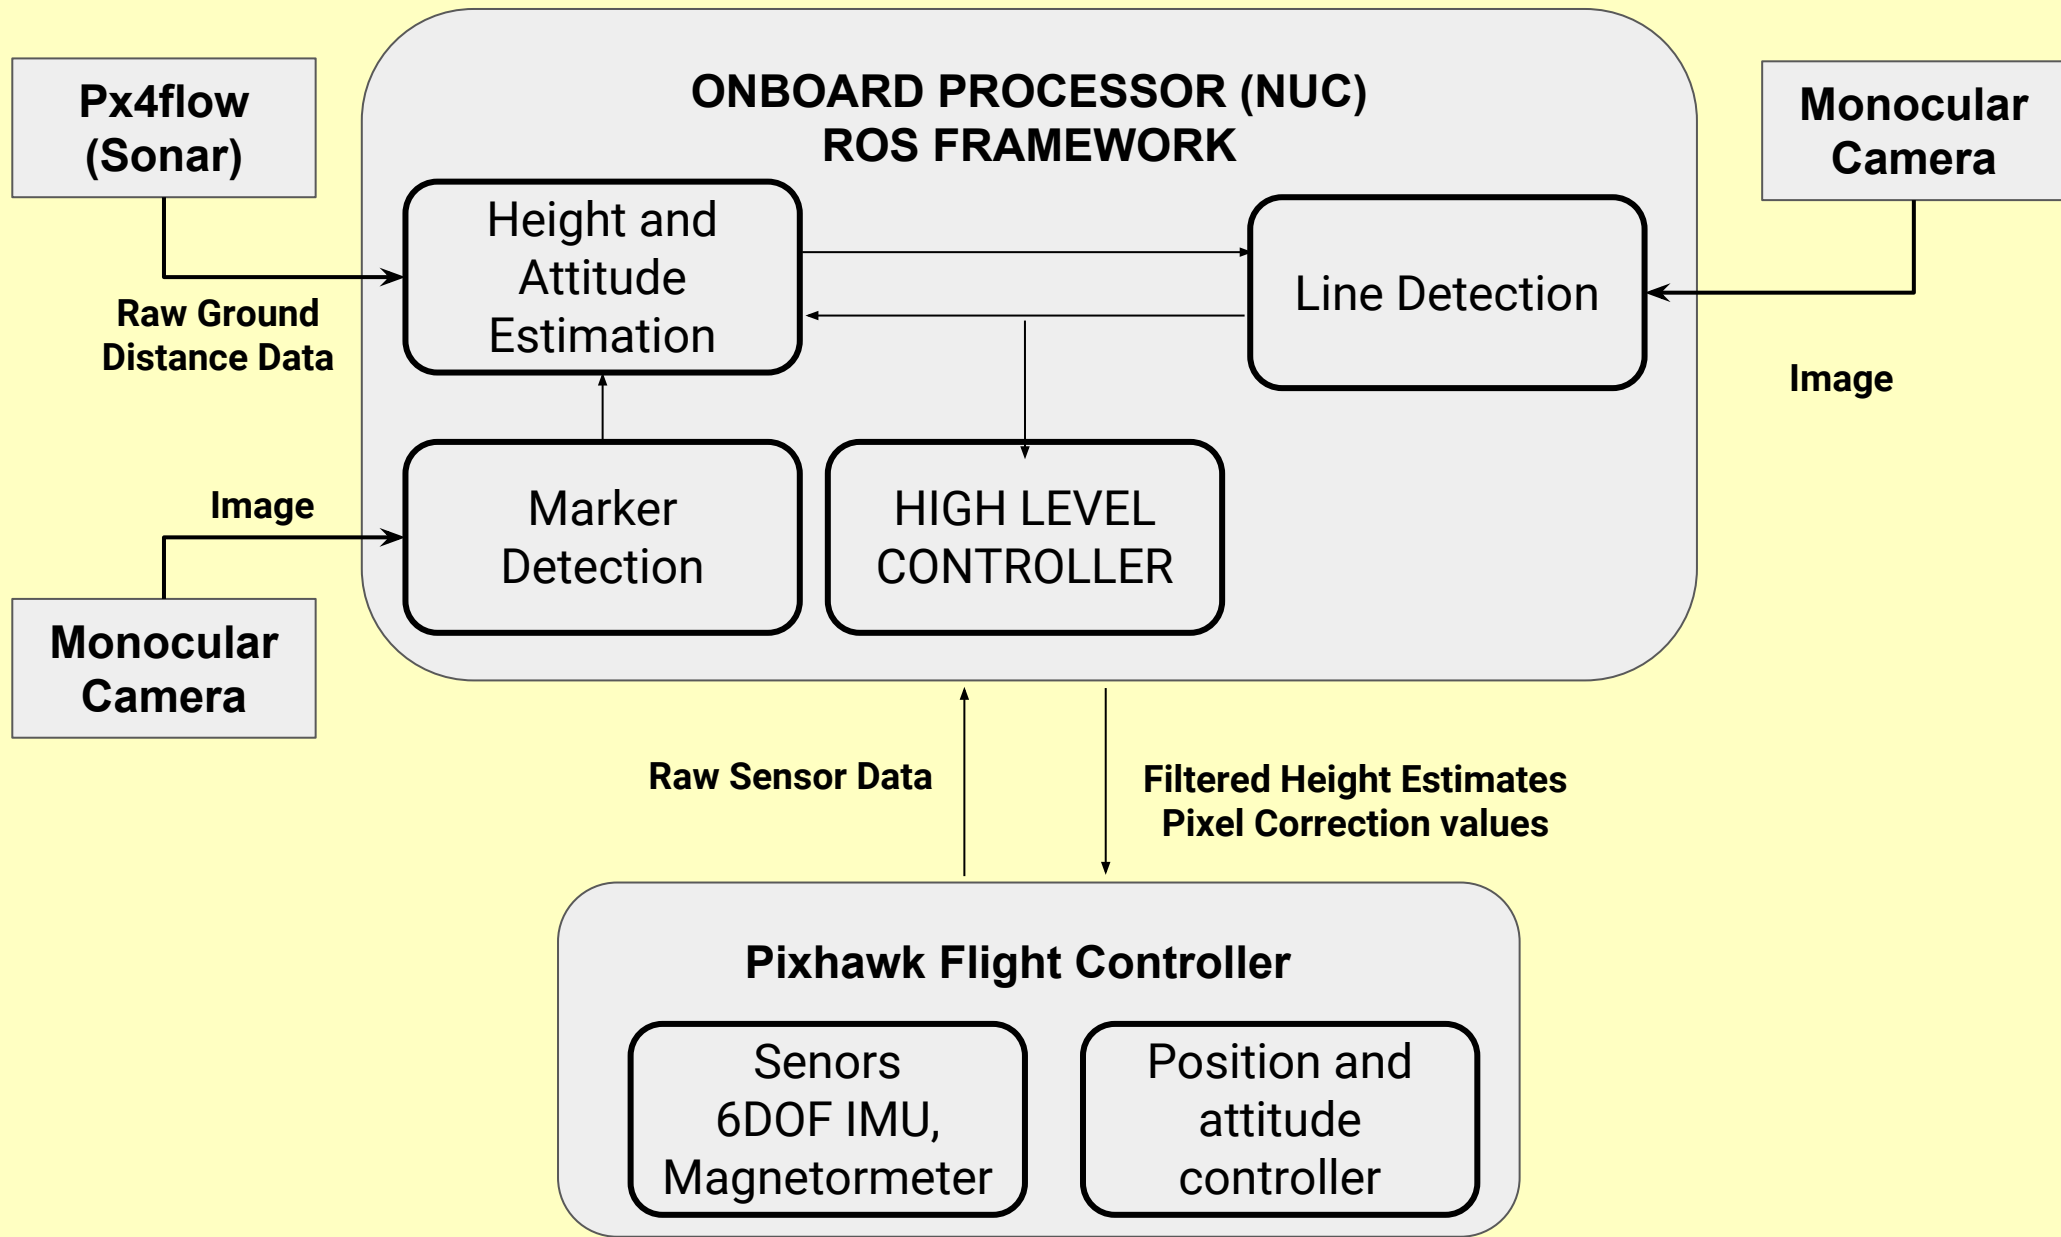 ONBOARD PROCESSOR (NUC)
ROS FRAMEWORK
Px4flow
(Sonar)
Monocular
Camera
Height and
Attitude
Estimation
Line Detection
Raw Ground
Distance Data
Image
Image
Marker
Detection
HIGH LEVEL
CONTROLLER
Monocular
Camera
Raw Sensor Data
Filtered Height Estimates
Pixel Correction values
Pixhawk Flight Controller
Senors
6DOF IMU,
Magnetormeter
Position and
attitude
controller